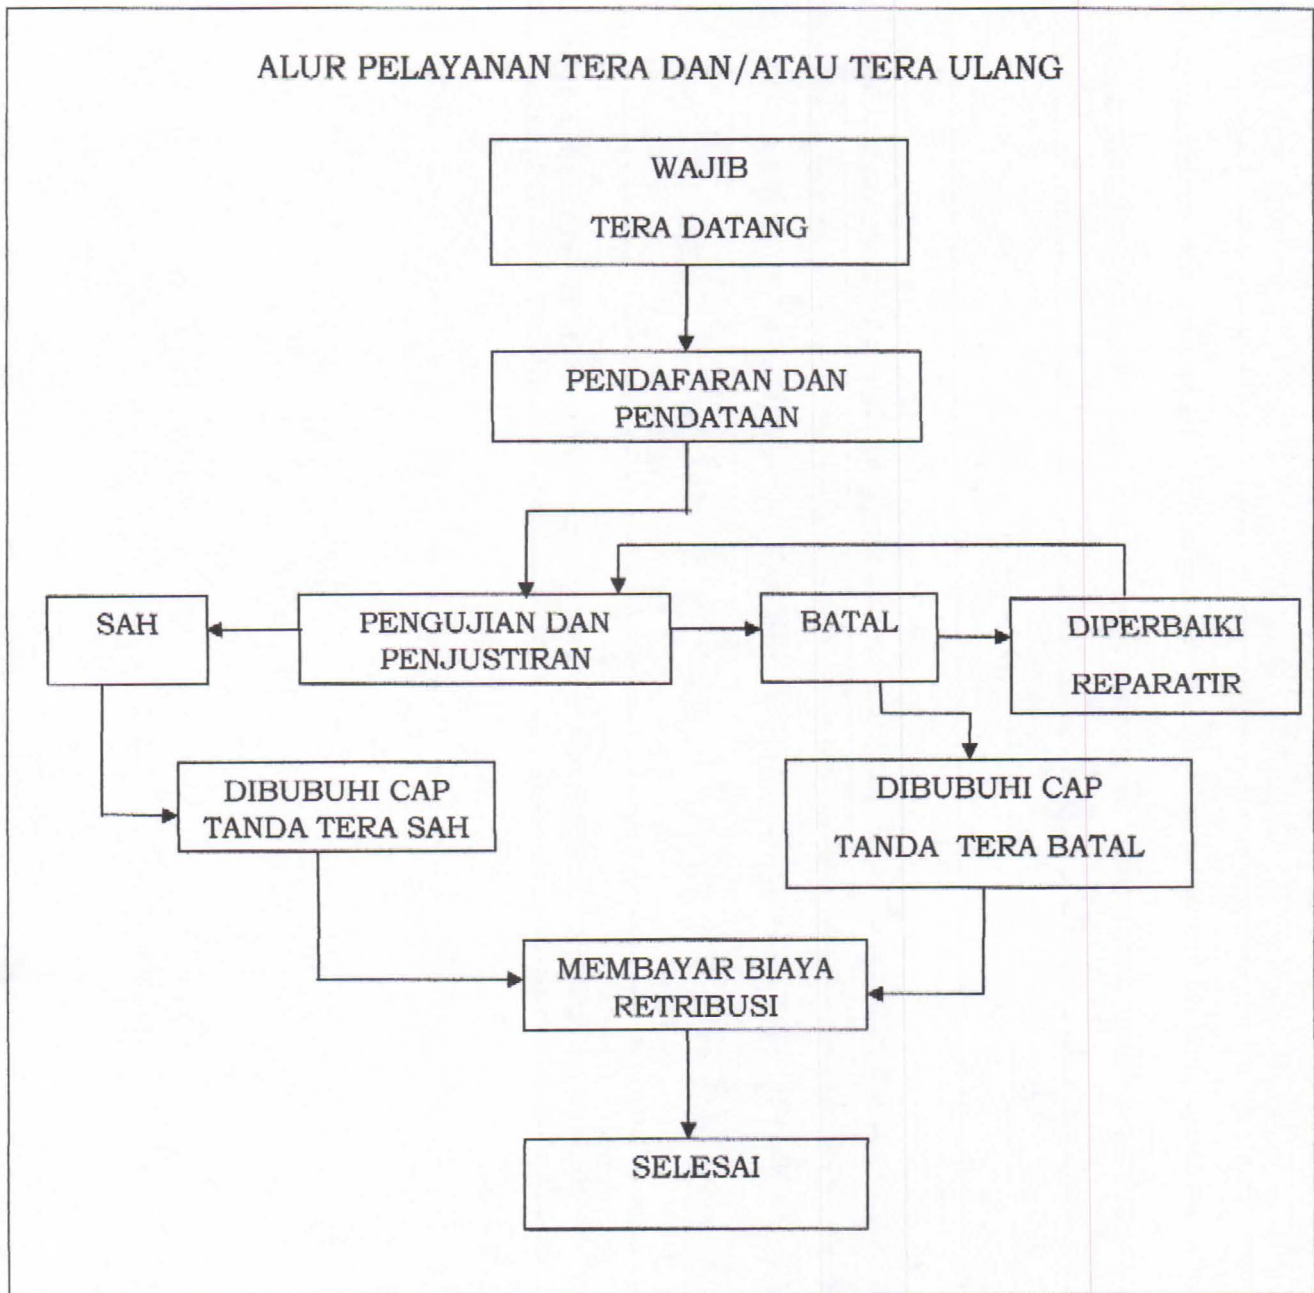 ALUR PELAYANAN TERA DAN/ATAU TERA ULANG
WAJIB
TERA DATANG
PENDAFARAN DAN
PENDATAAN
SAH
PENGUJIAN DAN
PENJUSTIRAN
BATAL
DIPERBAIKI
REPARATIR
DIBUBUHI CAP
TANDA TERA SAH
DIBUBUHI CAP
TANDA TERA BATAL
MEMBAYAR BIAYA
RETRIBUSI
SELESAI